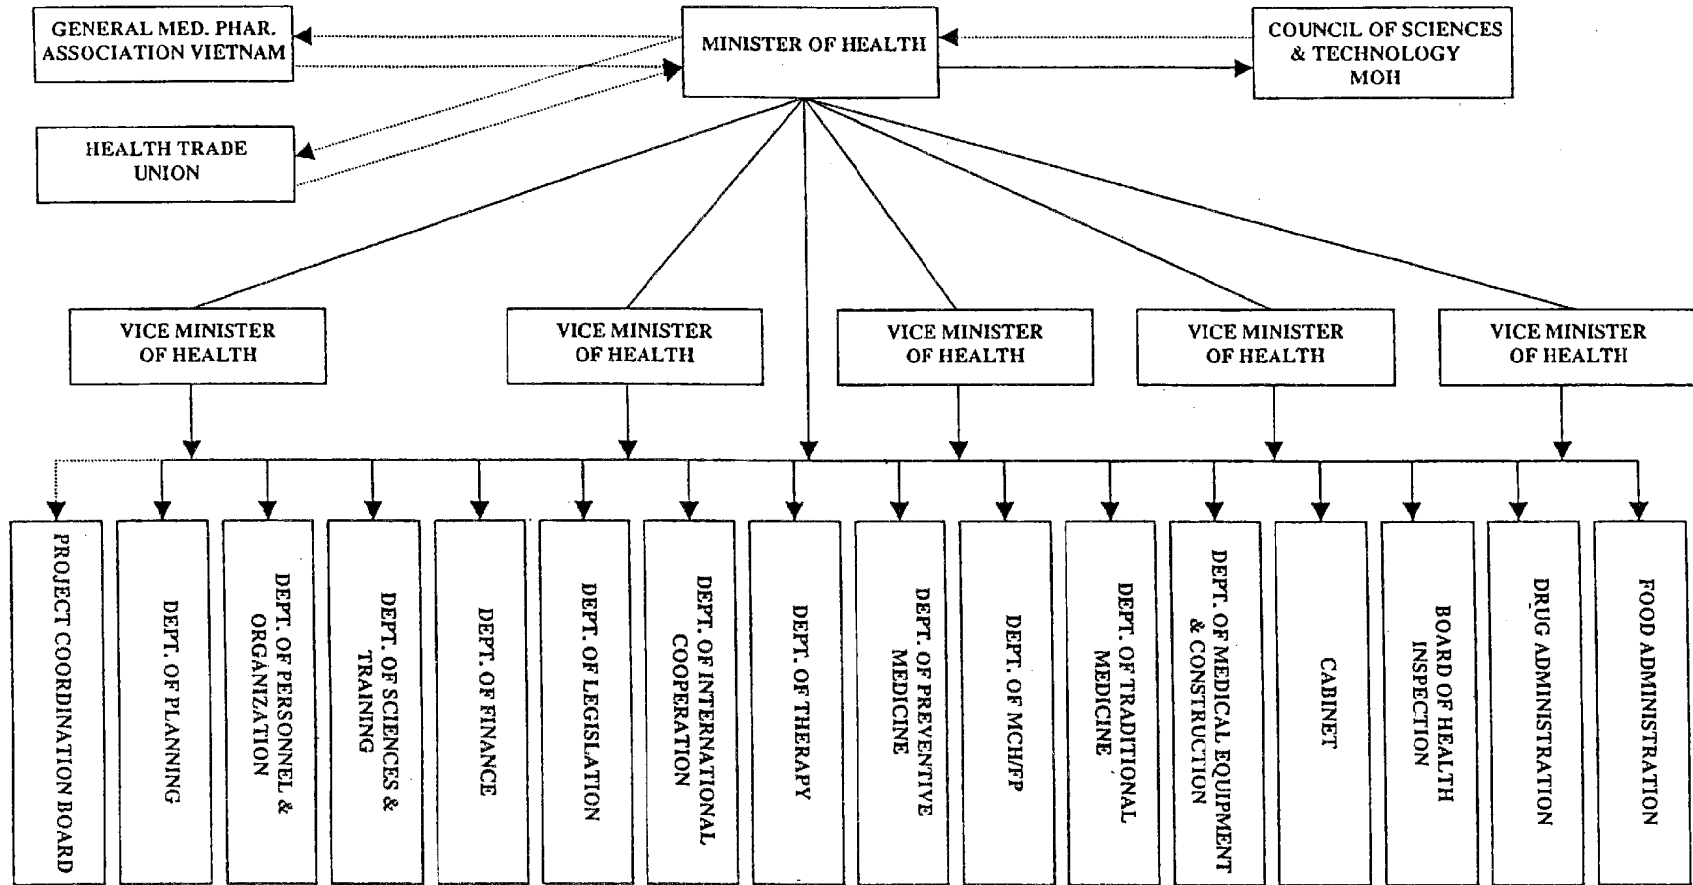 GENERAL MED. PHAR.
ASSOCIATION VIETNAM
MINISTER OF HEALTH
COUNCIL OF SCIENCES
& TECHNOLOGY
MOH
HEALTH TRADE
UNION
VICE MINISTER
OF HEALTH
VICE MINISTER
OF HEALTH
VICE MINISTER
OF HEALTH
VICE MINISTER
OF HEALTH
VICE MINISTER
OF HEALTH
PROJECT COORDINATION BOARD
DEPT. OF PLANNING
DEPT. OF PERSONNEL &
ORGANIZATION
DEPT. OF SCIENCES &
TRAINING
DEPT. OF FINANCE
DEPT. OF LEGISLATION
DEPT. OF INTERNATIONAL
COOPERATION
DEPT. OF THERAPY
DEPT. OF PREVENTIVE
MEDICINE
DEPT. OF MCH/FP
DEPT. OF TRADITIONAL
MEDICINE
DEPT. OF MEDICAL EQUIPMENT
& CONSTRUCTION
CABINET
BOARD OF HEALTH
INSPECTION
DRUG ADMINISTRATION
FOOD ADMINISTRATION